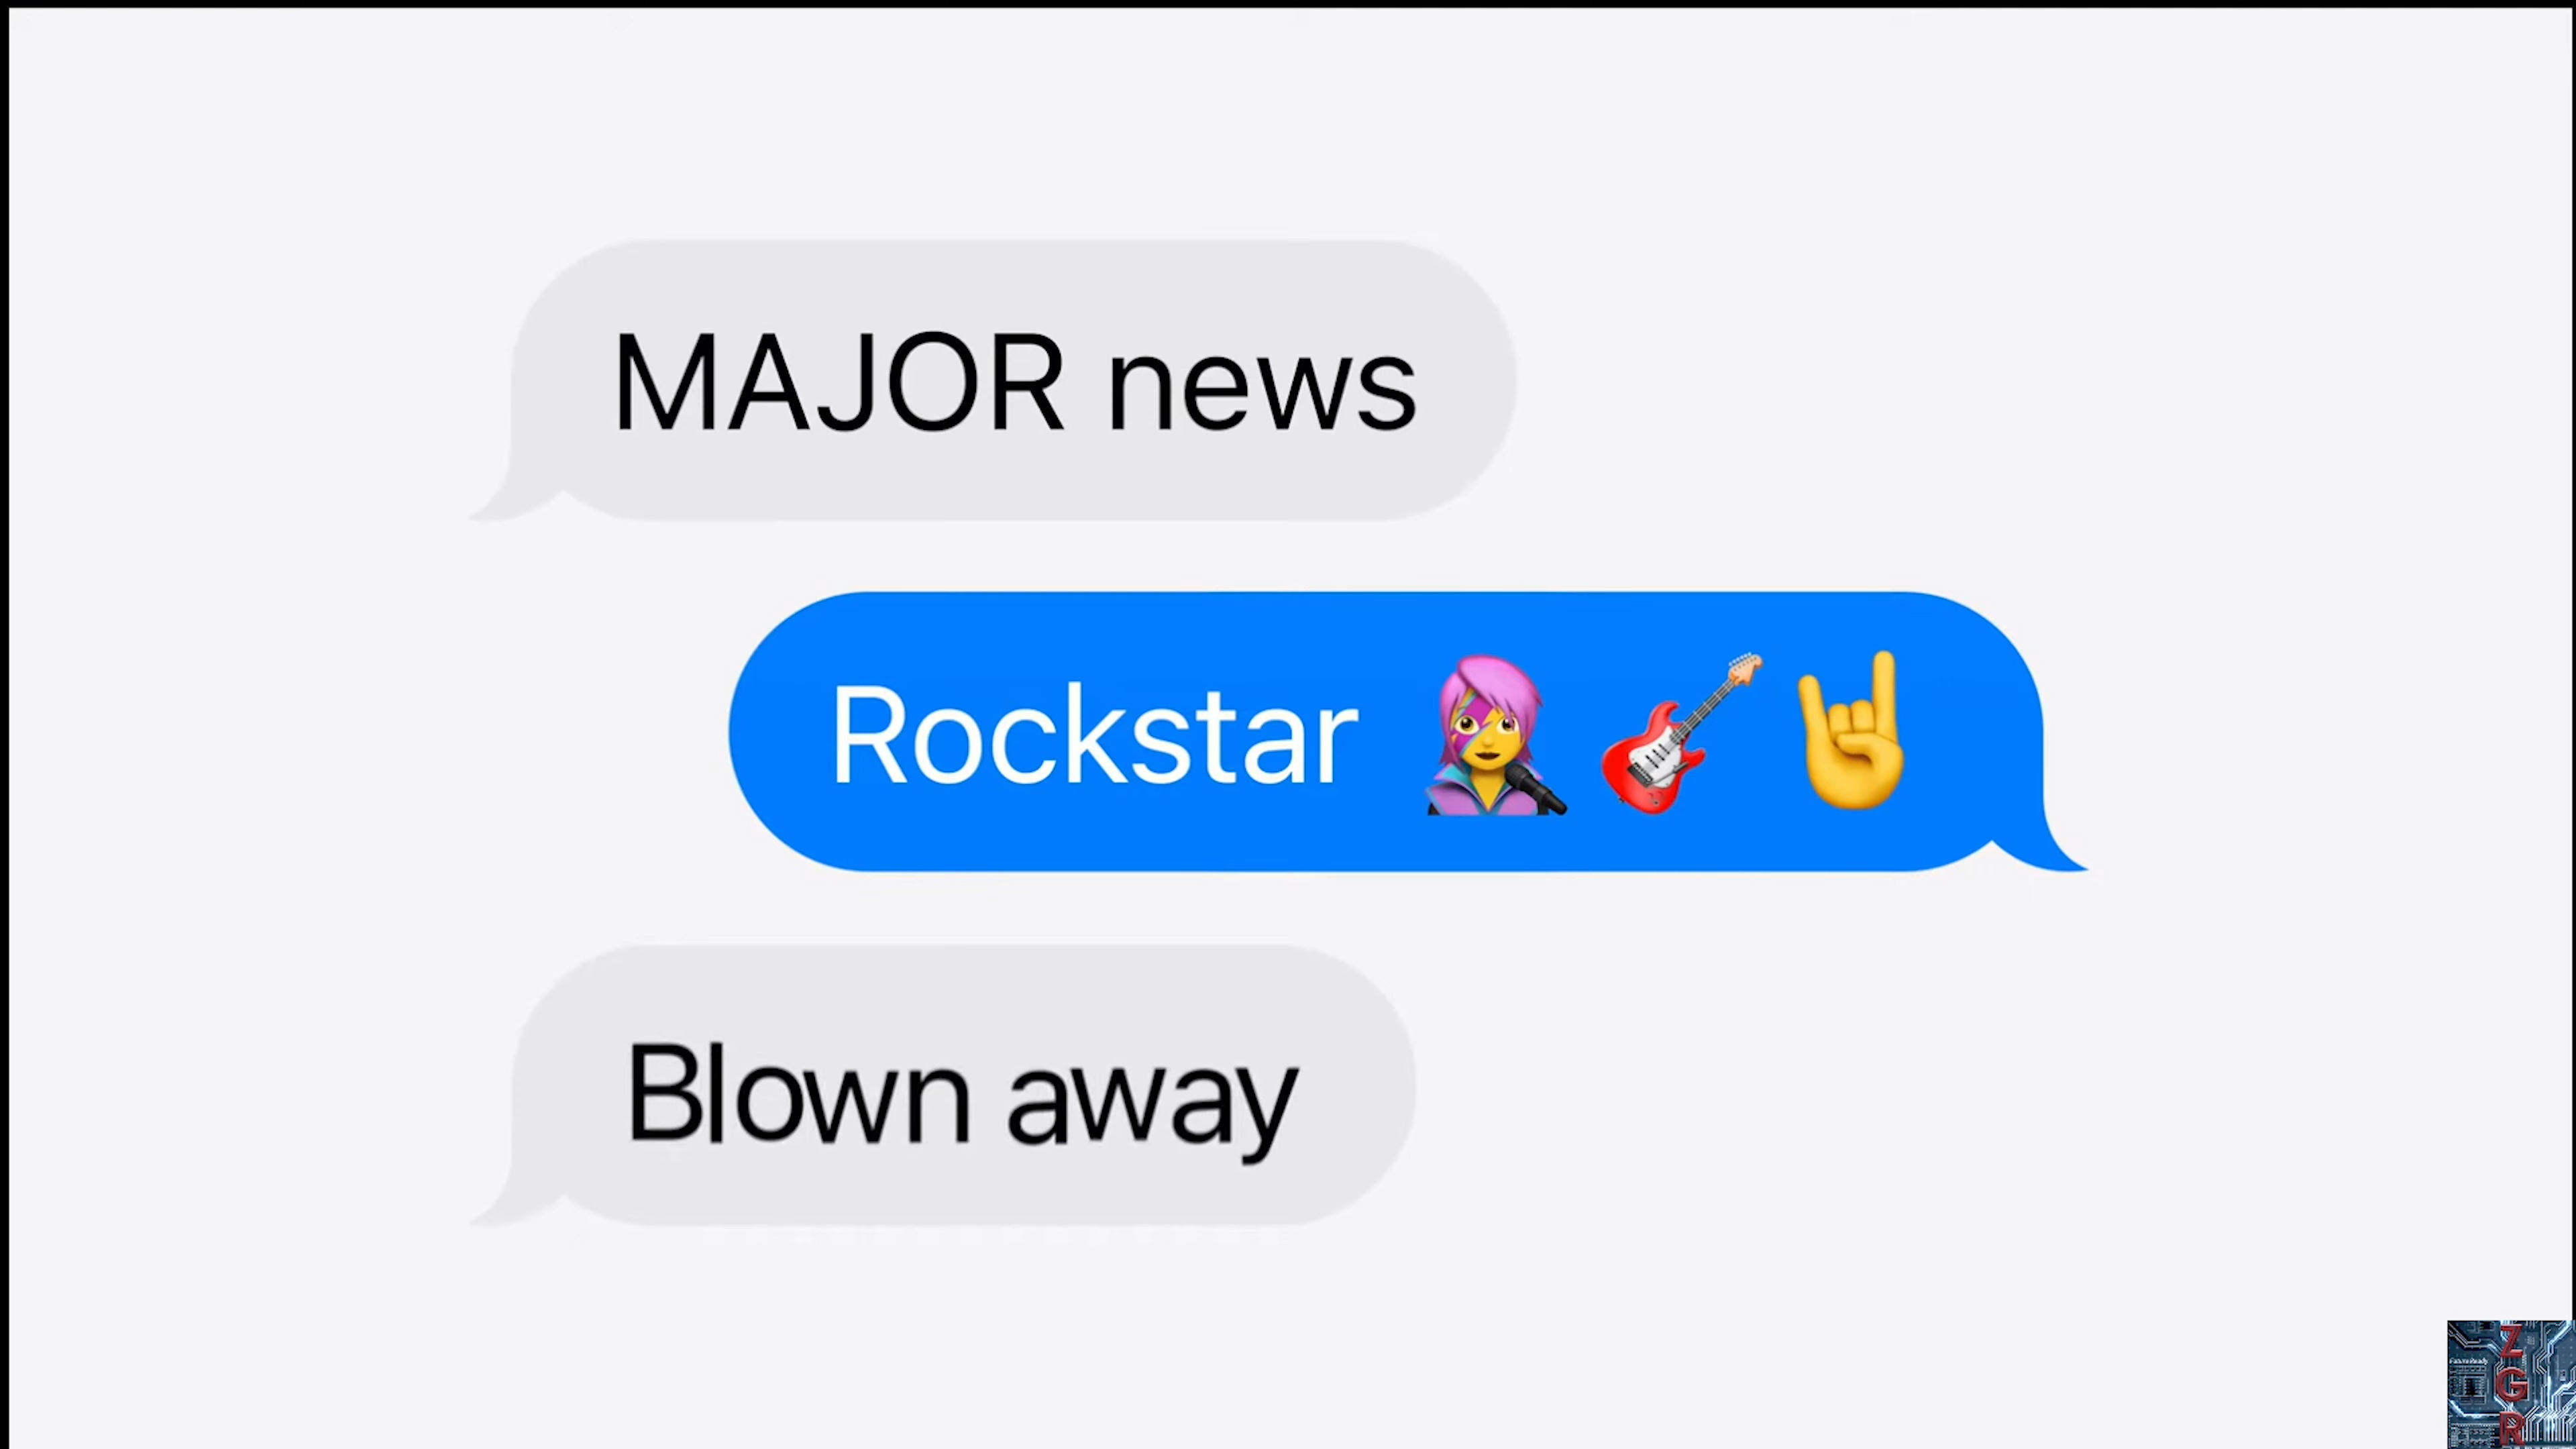 MAJOR news
Rockstar 👩‍🎤 🎸 🤘
Blown away
Z
G
R